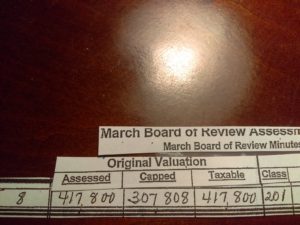 March Board of Review Assessm
March Board of Review Minutes
Original Valuation
Assessed Capped Taxable Class
8 417,800 307,808 417,800 201